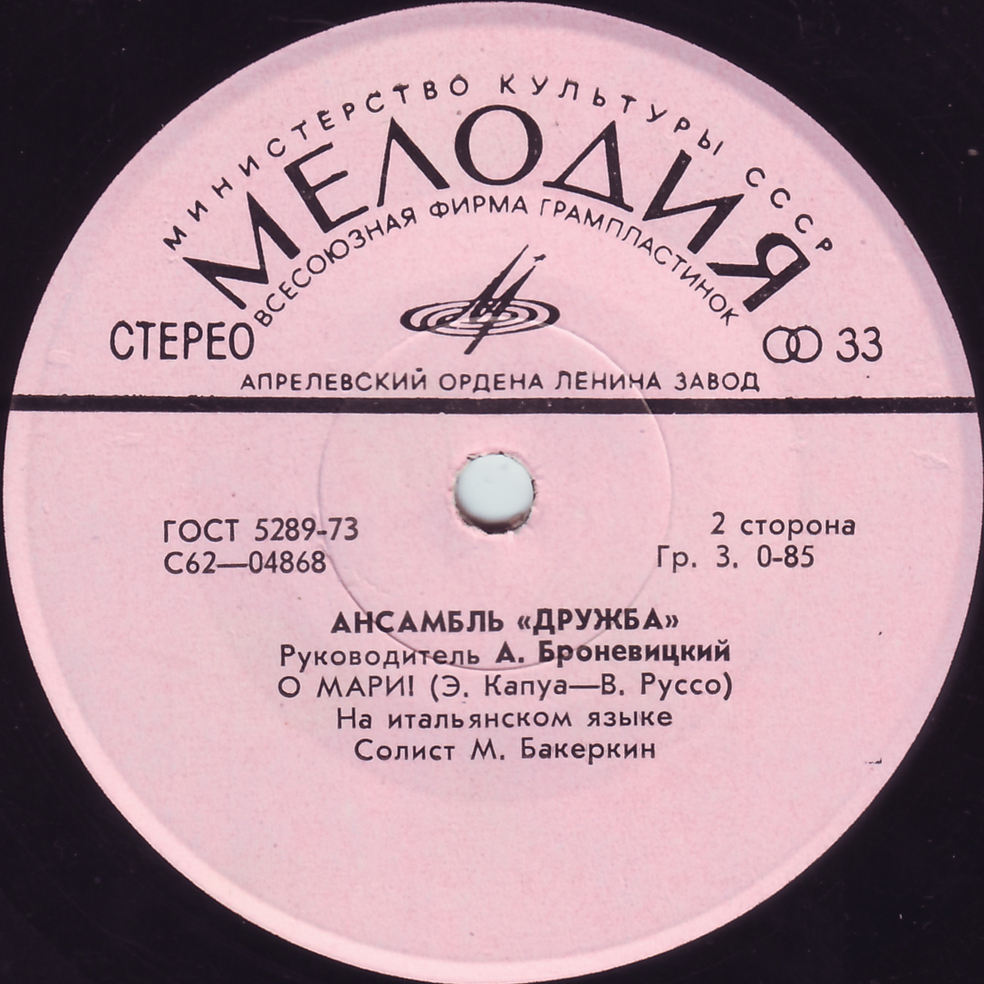 МИНИСТЕРСТВО КУЛЬТУРЫ СССР
МЕЛОДИЯ
ВСЕСОЮЗНАЯ ФИРМА ГРАМПЛАСТИНОК
СТЕРЕО
33
АПРЕЛЕВСКИЙ ОРДЕНА ЛЕНИНА ЗАВОД
ГОСТ 5289-73
2 сторона
С62—04868
Гр. 3. 0-85
АНСАМБЛЬ «ДРУЖБА»
Руководитель А. Броневицкий
О МАРИ! (Э. Капуа—В. Руссо)
На итальянском языке
Солист М. Бакеркин